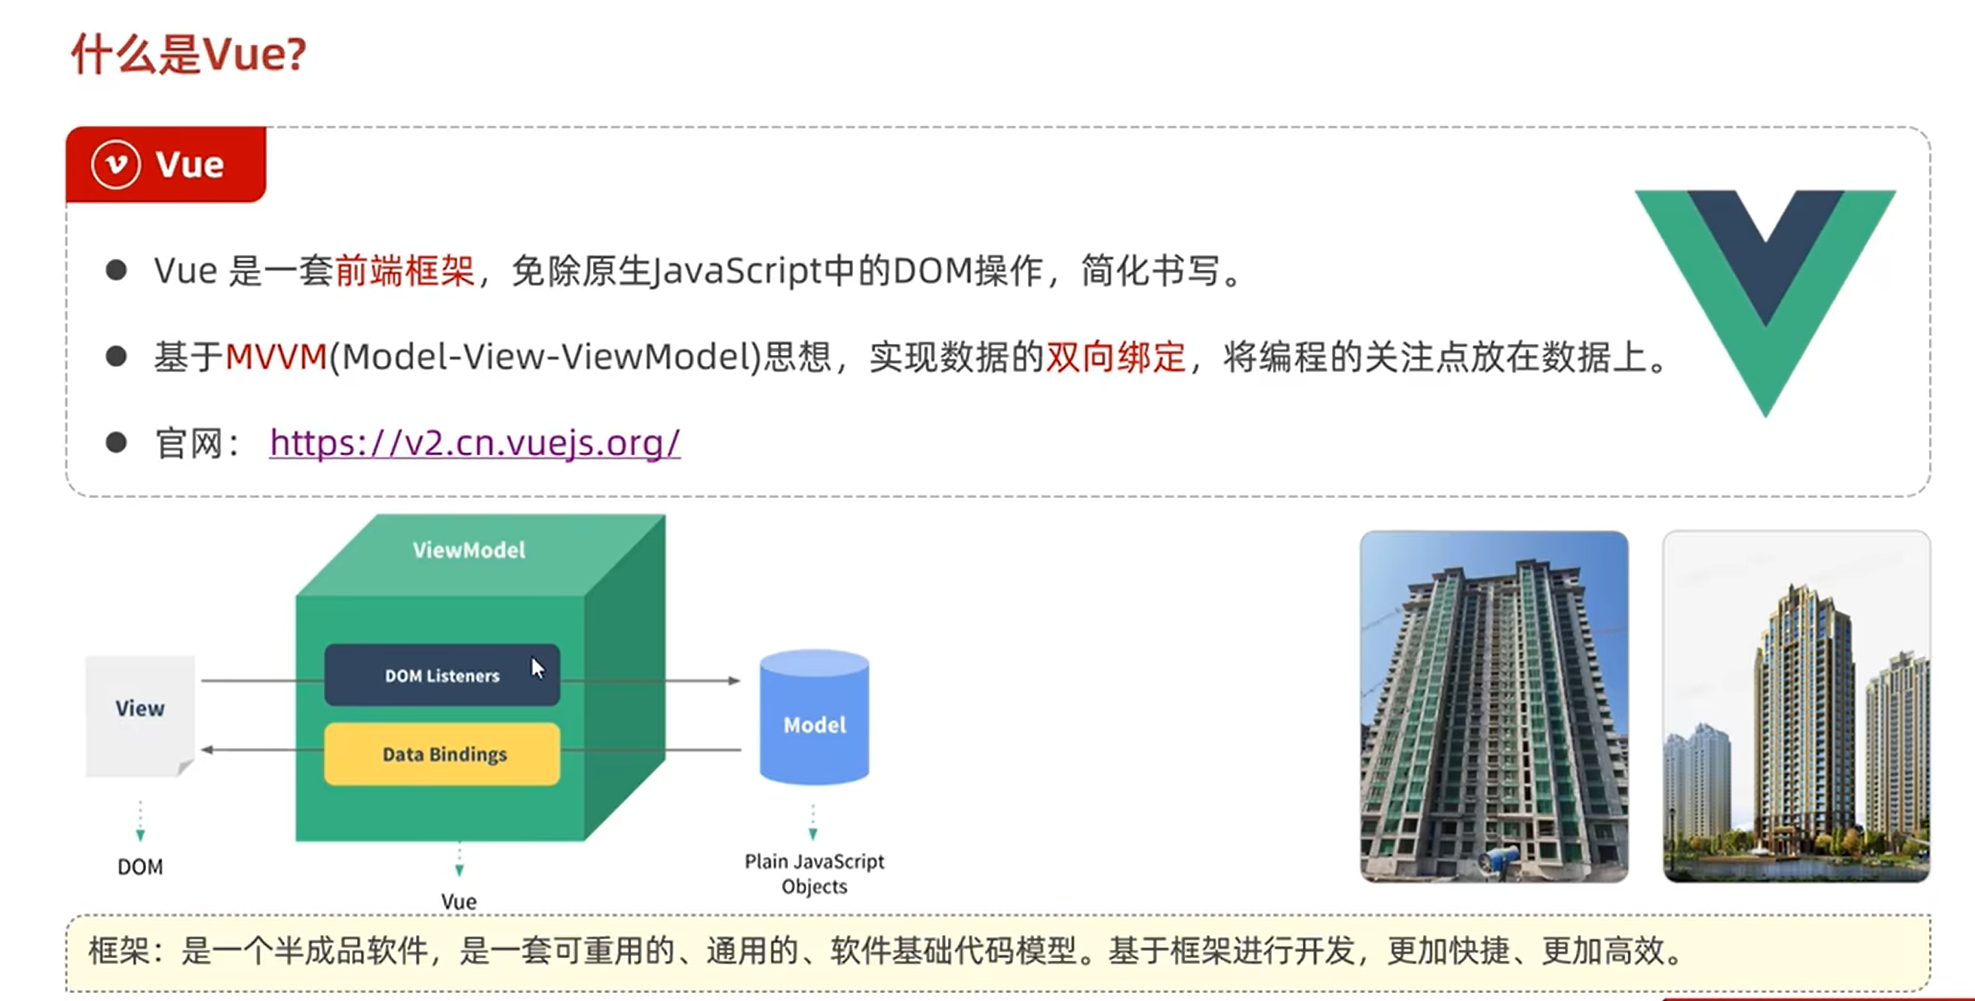 什么是Vue?
Vue
Vue 是一套前端框架，免除原生JavaScript中的DOM操作，简化书写。
基于MVVM(Model-View-ViewModel)思想，实现数据的双向绑定，将编程的关注点放在数据上。
官网： https://v2.cn.vuejs.org/
ViewModel
DOM Listeners
View
Model
Data Bindings
DOM
Plain JavaScript
Objects
Vue
框架：是一个半成品软件，是一套可重用的、通用的、软件基础代码模型。基于框架进行开发，更加快捷、更加高效。